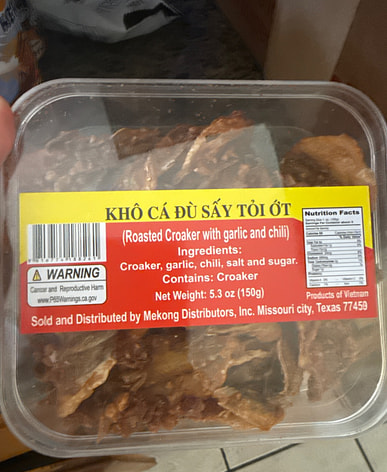 KHÔ CÁ ĐÙ SẤY TỎI ỚT
(Roasted Croaker with garlic and chili)
Ingredients:
Croaker, garlic, chili, salt and sugar.
Contains: Croaker
Net Weight: 5.3 oz (150g)
WARNING
Cancer and Reproductive Harm
www.P65Warnings.ca.gov
Nutrition Facts
Products of Vietnam
Sold and Distributed by Mekong Distributors, Inc. Missouri city, Texas 77459